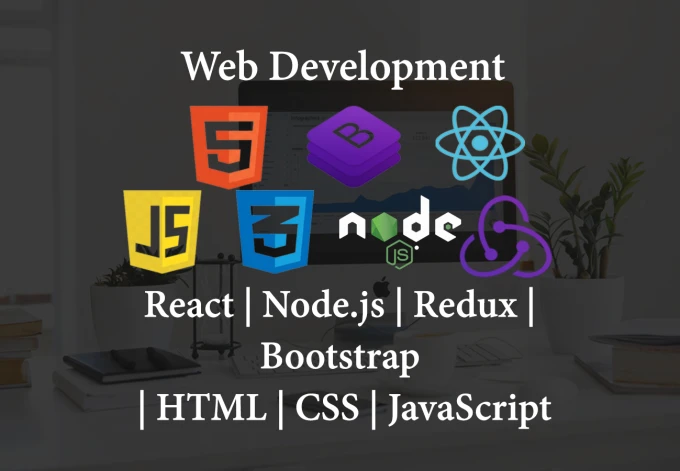 Web Development
5
B
JS
3
node
JS
React | Node.js | Redux |
Bootstrap
| HTML | CSS | JavaScript